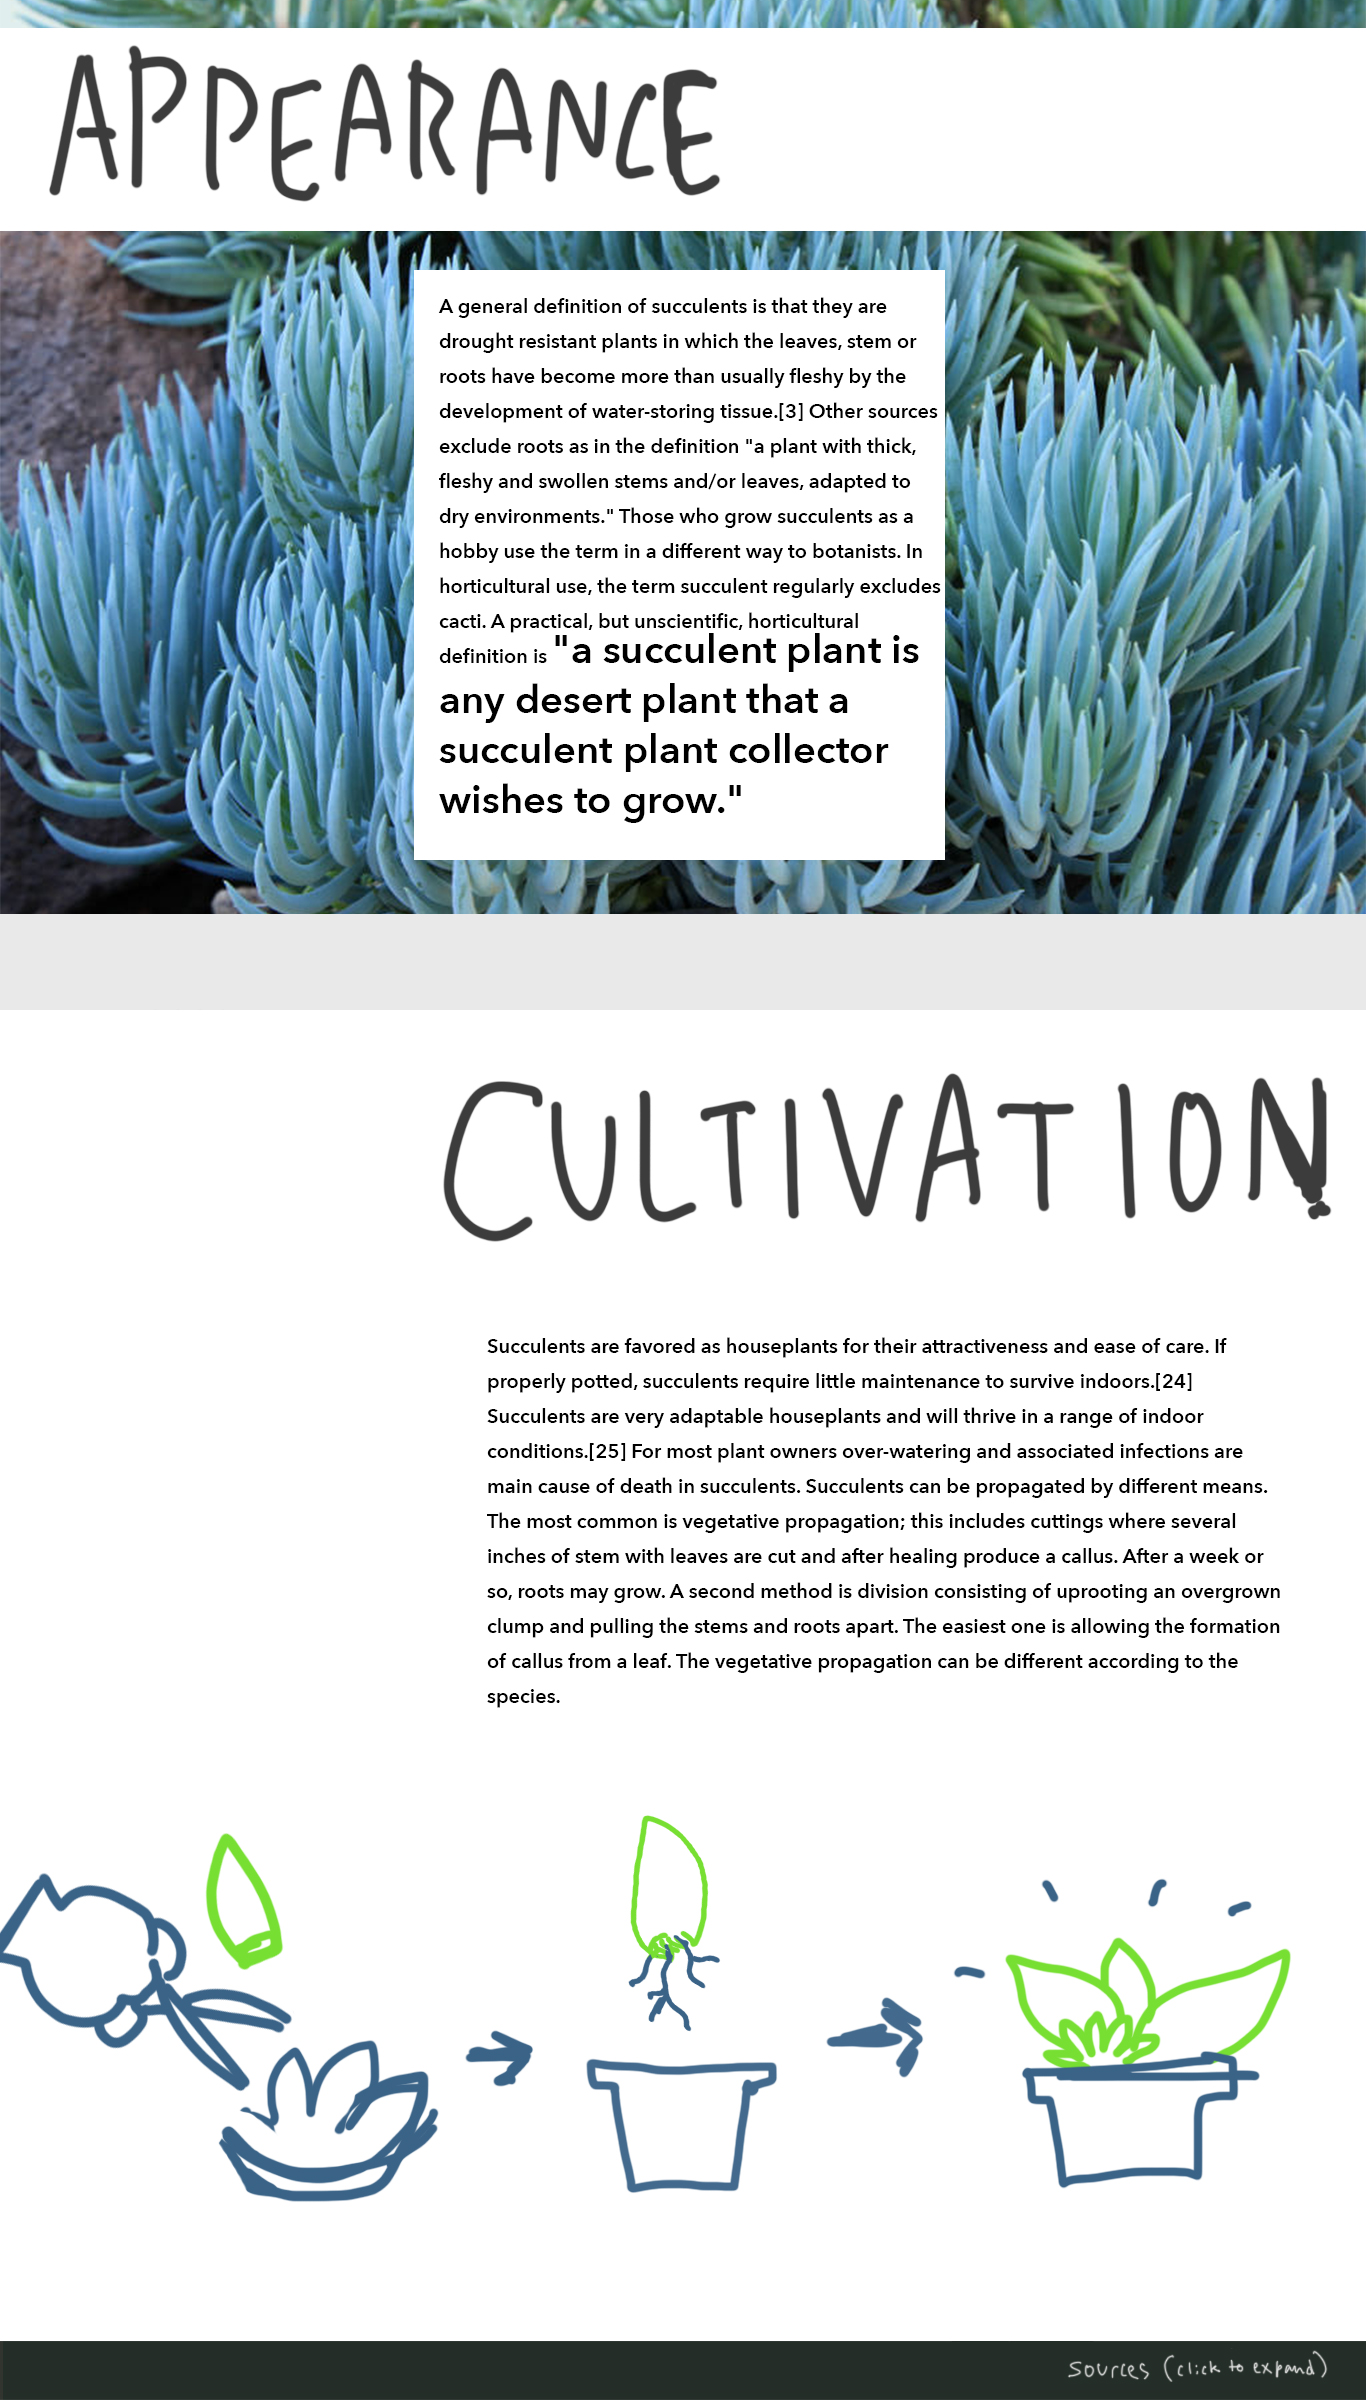 APPEARANCE
A general definition of succulents is that they are
drought resistant plants in which the leaves, stem or
roots have become more than usually fleshy by the
development of water-storing tissue.[3] Other sources
exclude roots as in the definition "a plant with thick,
fleshy and swollen stems and/or leaves, adapted to
dry environments." Those who grow succulents as a
hobby use the term in a different way to botanists. In
horticultural use, the term succulent regularly excludes
cacti. A practical, but unscientific, horticultural
definition is "a succulent plant is
any desert plant that a
succulent plant collector
wishes to grow."
CULTIVATION
Succulents are favored as houseplants for their attractiveness and ease of care. If
properly potted, succulents require little maintenance to survive indoors.[24]
Succulents are very adaptable houseplants and will thrive in a range of indoor
conditions.[25] For most plant owners over-watering and associated infections are
main cause of death in succulents. Succulents can be propagated by different means.
The most common is vegetative propagation; this includes cuttings where several
inches of stem with leaves are cut and after healing produce a callus. After a week or
so, roots may grow. A second method is division consisting of uprooting an overgrown
clump and pulling the stems and roots apart. The easiest one is allowing the formation
of callus from a leaf. The vegetative propagation can be different according to the
species.
sources (click to expand)